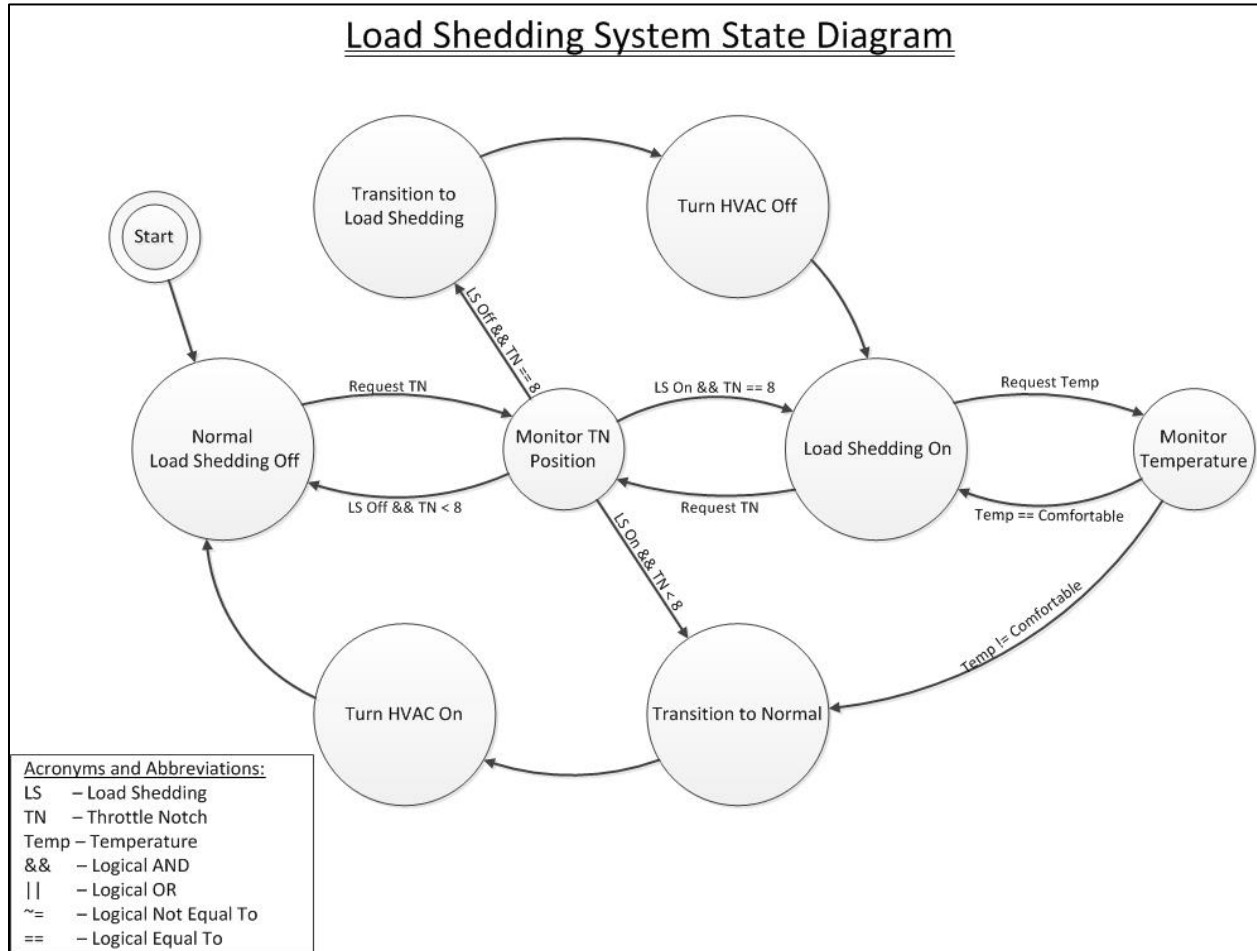 Load Shedding System State Diagram
Transition to
Load Shedding
Turn HVAC Off
Start
LS Off && TN == 8
Request TN
LS On && TN == 8
Request Temp
Normal
Load Shedding Off
Monitor TN
Position
Load Shedding On
Monitor
Temperature
LS Off && TN < 8
Request TN
Temp == Comfortable
LS On && TN < 8
Temp != Comfortable
Turn HVAC On
Transition to Normal
Acronyms and Abbreviations:
LS – Load Shedding
TN – Throttle Notch
Temp – Temperature
&& – Logical AND
|| – Logical OR
~= – Logical Not Equal To
== – Logical Equal To